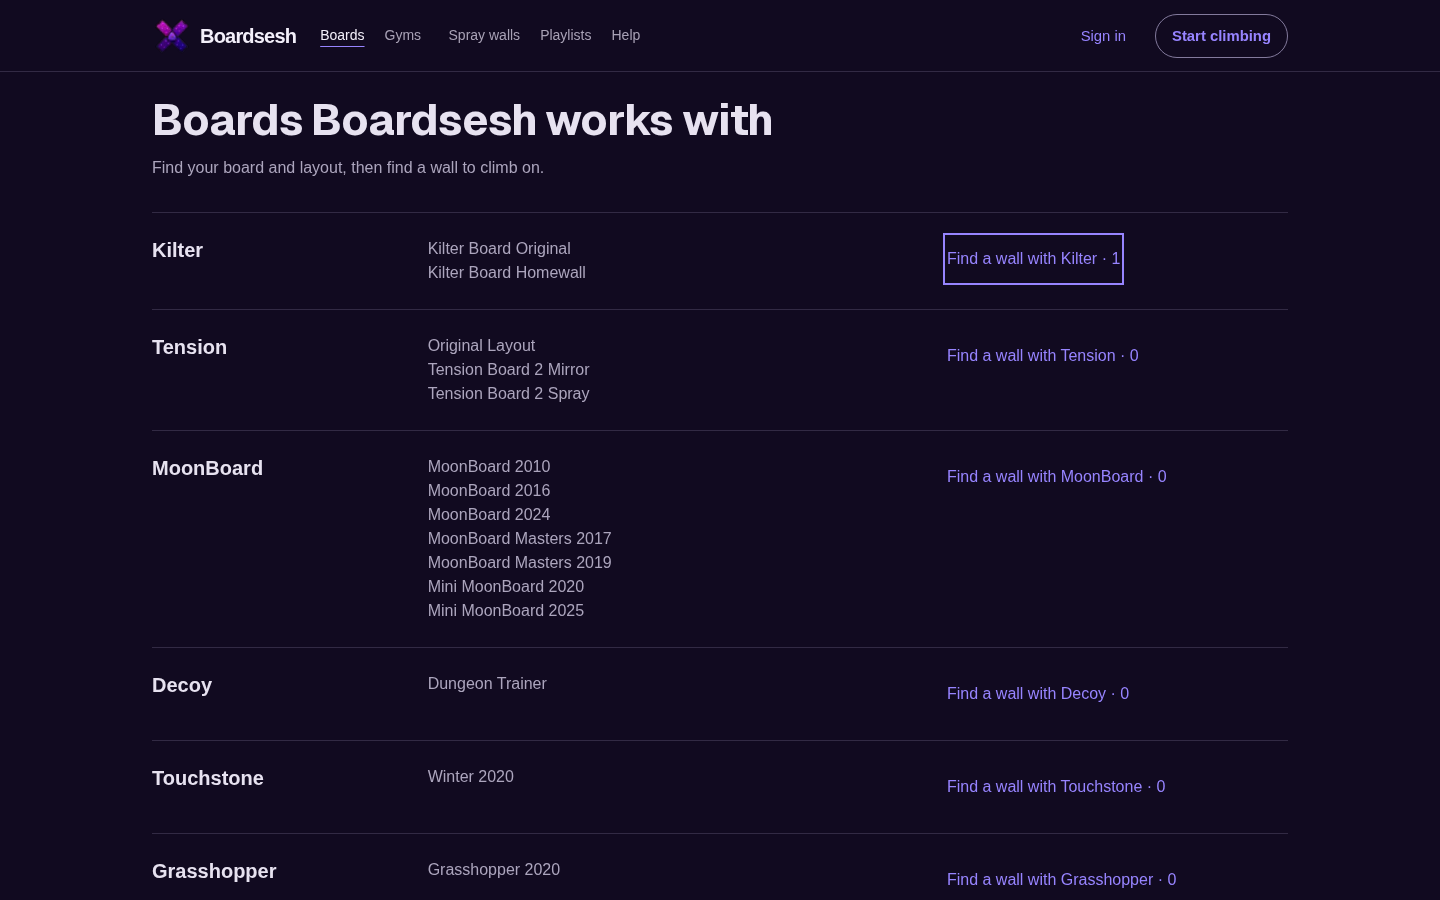 Boardsesh
Boards
Gyms
Spray walls
Playlists
Help
Sign in
Start climbing
Boards Boardsesh works with
Find your board and layout, then find a wall to climb on.
Kilter
Kilter Board Original
Kilter Board Homewall
Find a wall with Kilter · 1
Tension
Original Layout
Tension Board 2 Mirror
Tension Board 2 Spray
Find a wall with Tension · 0
MoonBoard
MoonBoard 2010
MoonBoard 2016
MoonBoard 2024
MoonBoard Masters 2017
MoonBoard Masters 2019
Mini MoonBoard 2020
Mini MoonBoard 2025
Find a wall with MoonBoard · 0
Decoy
Dungeon Trainer
Find a wall with Decoy · 0
Touchstone
Winter 2020
Find a wall with Touchstone · 0
Grasshopper
Grasshopper 2020
Find a wall with Grasshopper · 0